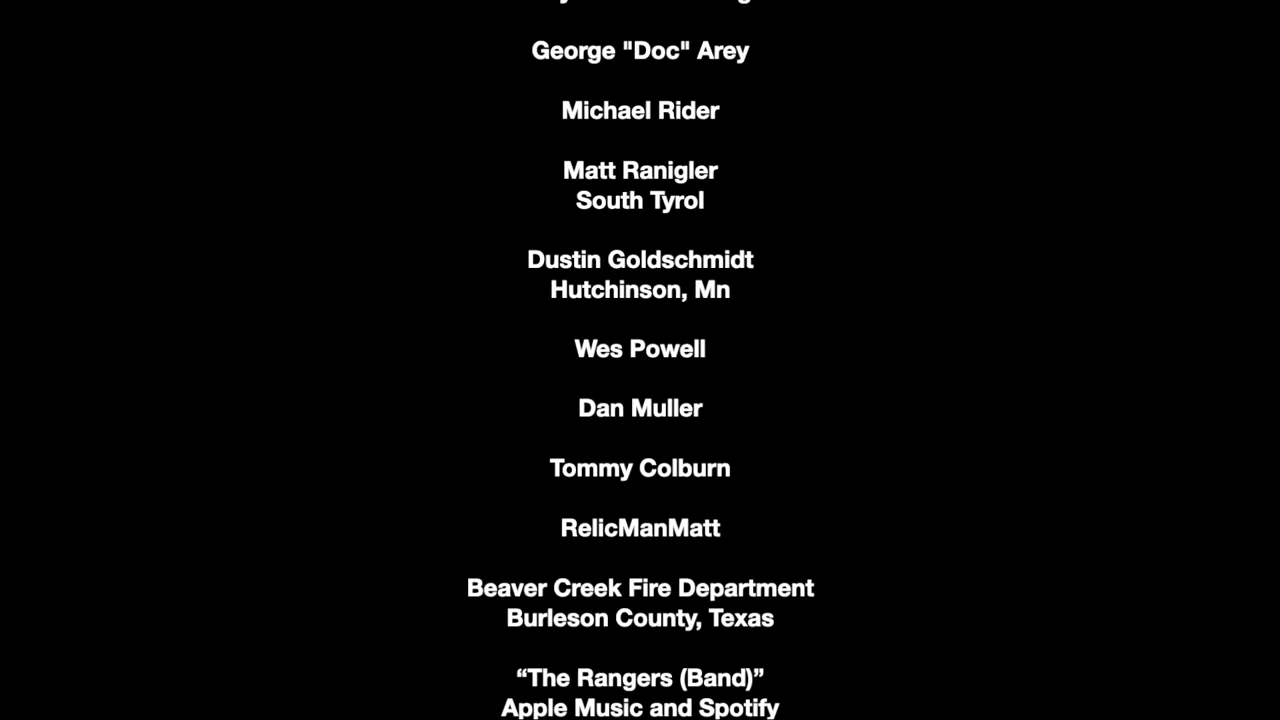 George "Doc" Arey
Michael Rider
Matt Ranigler
South Tyrol
Dustin Goldschmidt
Hutchinson, Mn
Wes Powell
Dan Muller
Tommy Colburn
RelicManMatt
Beaver Creek Fire Department
Burleson County, Texas
“The Rangers (Band)”
Apple Music and Spotify